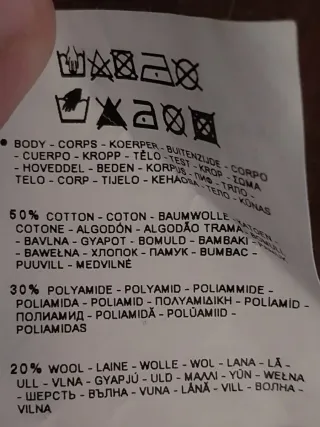 BODY - CORPS - KOERPER - BUITENZIJDE - CORPO
- CUERPO - KROPP - TĚLO - TEST - KROP - ΣΩΜΑ
- HOVEDDEL - BEDEN - KORPUS - ТЯЛО -
TELO - CORP - TIJELO - KEHAOSA - ТЕЛО - KŪNAS
50% COTTON - COTON - BAUMWOLLE -
COTONE - ALGODÓN - ALGODÃO TRAMA
- BAVLNA - GYAPOT - BOMULD - BAMBAKI -
- BAWEŁNA - ХЛОПОК - ПАМУК - BUMBAC -
PUUVILL - MEDVILNĖ
30% POLYAMIDE - POLYAMID - POLIAMMIDE -
POLIAMIDA - POLIAMID - ΠΟΛΥΑΜΙΔΙΚΗ - POLÍAMÍD -
ПОЛИАМИД - POLIAMIDĂ - POLÜAMIID -
POLIAMIDAS
20% WOOL - LAINE - WOLLE - WOL - LANA - LÃ -
ULL - VLNA - GYAPJÚ - ULD - ΜΑΛΛΙ - YÜN - WEŁNA
- ШЕРСТЬ - ВЪЛНА - VUNA - LÂNĂ - VILL - ВОЛНА -
VILNA